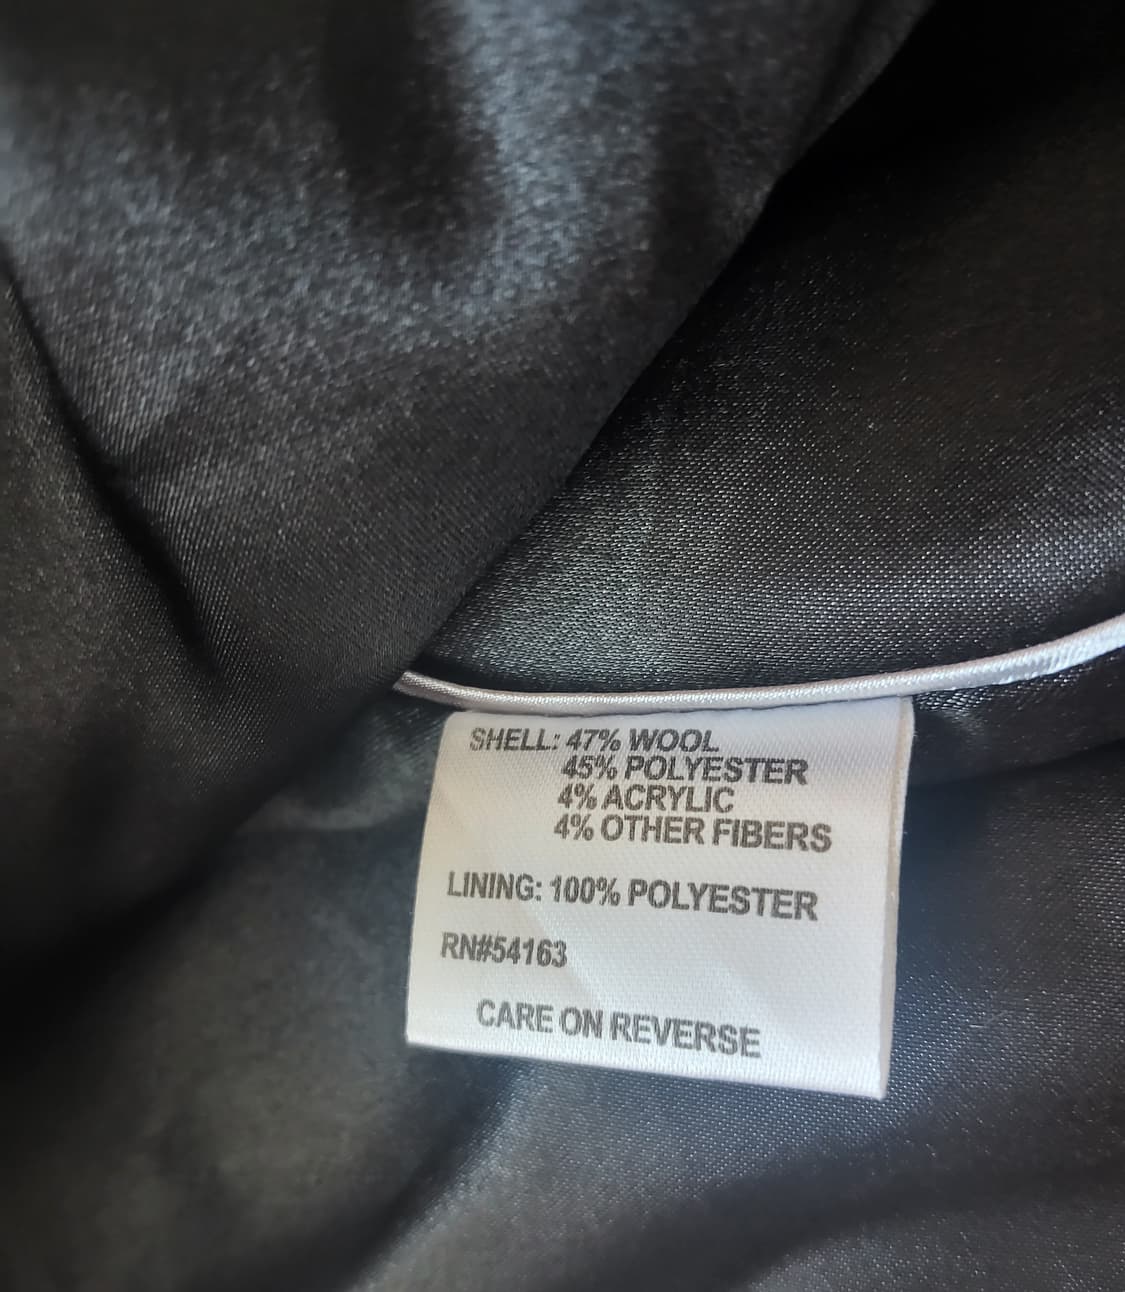 SHELL: 47% WOOL
45% POLYESTER
4% ACRYLIC
4% OTHER FIBERS
LINING: 100% POLYESTER
RN#54163
CARE ON REVERSE